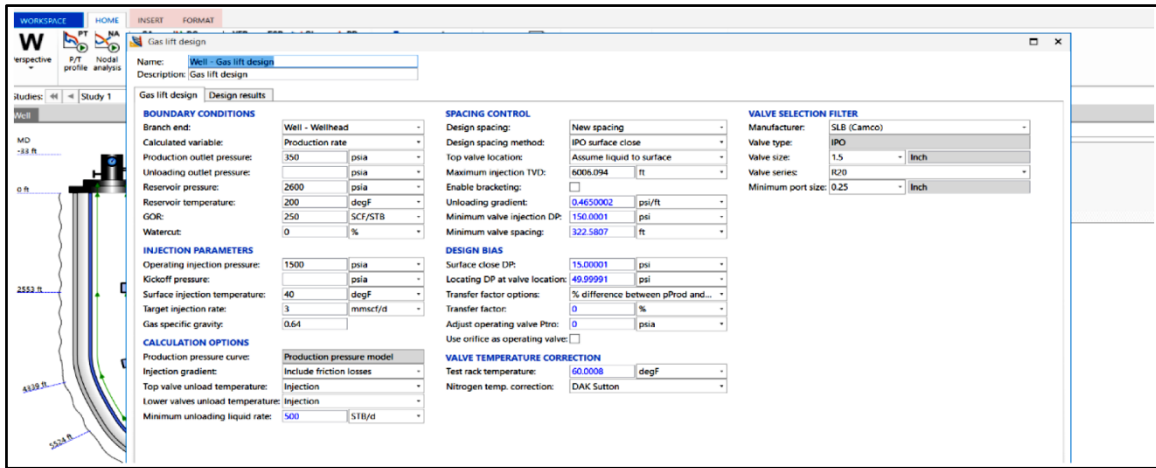 WORKSPACE HOME INSERT FORMAT
W PT NA
Perspective P/T profile Nodal analysis
Gas lift design
Name: Well - Gas lift design
Description: Gas lift design
Studies: Study 1
Gas lift design Design results
Well
MD
-33 ft
0 ft
2553 ft
4339 ft
5524 ft
BOUNDARY CONDITIONS
Branch end: Well - Wellhead
Calculated variable: Production rate
Production outlet pressure: 350 psia
Unloading outlet pressure: psia
Reservoir pressure: 2600 psia
Reservoir temperature: 200 degF
GOR: 250 SCF/STB
Watercut: 0 %
INJECTION PARAMETERS
Operating injection pressure: 1500 psia
Kickoff pressure: psia
Surface injection temperature: 40 degF
Target injection rate: 3 mmscf/d
Gas specific gravity: 0.64
CALCULATION OPTIONS
Production pressure curve: Production pressure model
Injection gradient: Include friction losses
Top valve unload temperature: Injection
Lower valves unload temperature: Injection
Minimum unloading liquid rate: 500 STB/d
SPACING CONTROL
Design spacing: New spacing
Design spacing method: IPO surface close
Top valve location: Assume liquid to surface
Maximum injection TVD: 6006.094 ft
Enable bracketing:
Unloading gradient: 0.4650002 psi/ft
Minimum valve injection DP: 150.0001 psi
Minimum valve spacing: 322.5807 ft
DESIGN BIAS
Surface close DP: 15.00001 psi
Locating DP at valve location: 49.99991 psi
Transfer factor options: % difference between pProd and...
Transfer factor: 0 %
Adjust operating valve Ptro: 0 psia
Use orifice as operating valve:
VALVE TEMPERATURE CORRECTION
Test rack temperature: 60.0008 degF
Nitrogen temp. correction: DAK Sutton
VALVE SELECTION FILTER
Manufacturer: SLB (Camco)
Valve type: IPO
Valve size: 1.5 Inch
Valve series: R20
Minimum port size: 0.25 Inch